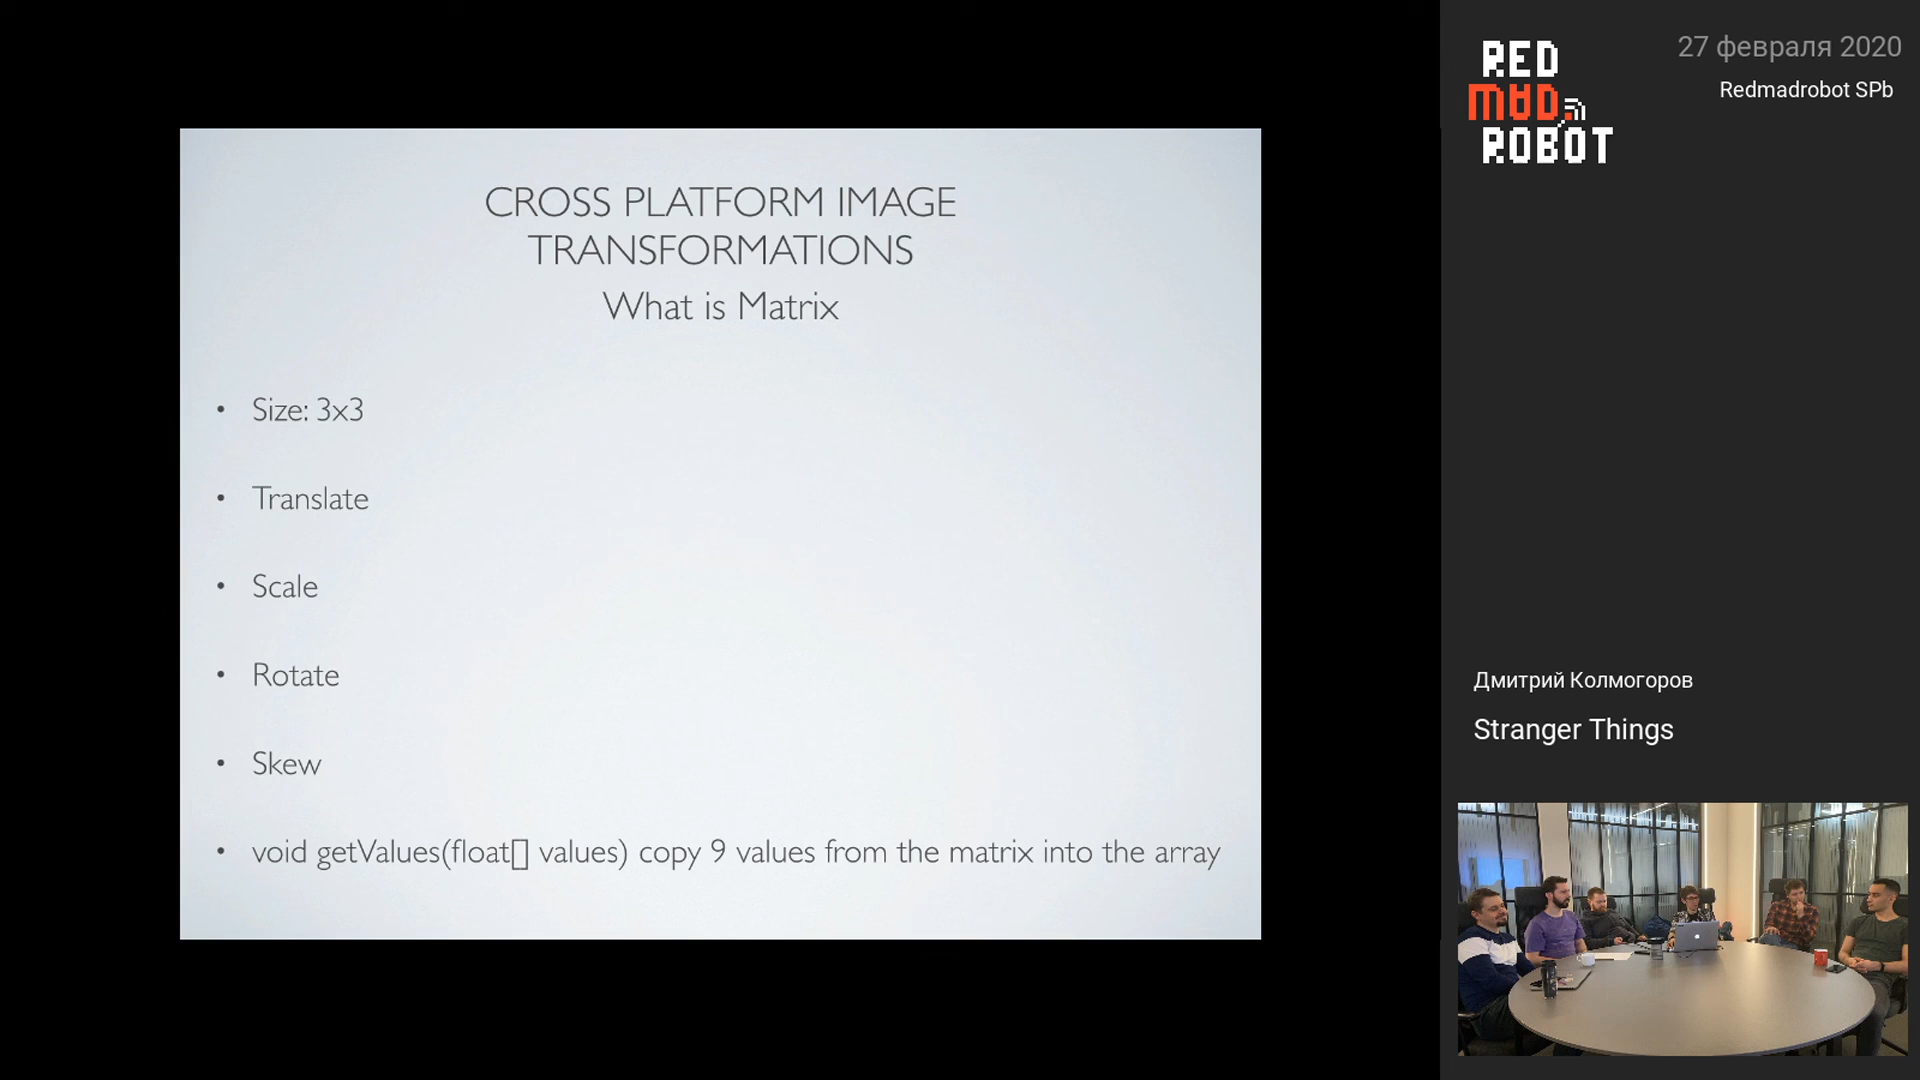 CROSS PLATFORM IMAGE
TRANSFORMATIONS
What is Matrix
• Size: 3x3
• Translate
• Scale
• Rotate
• Skew
• void getValues(float[] values) copy 9 values from the matrix into the array
RED
MAD
ROBOT
27 февраля 2020
Redmadrobot SPb
Дмитрий Колмогоров
Stranger Things